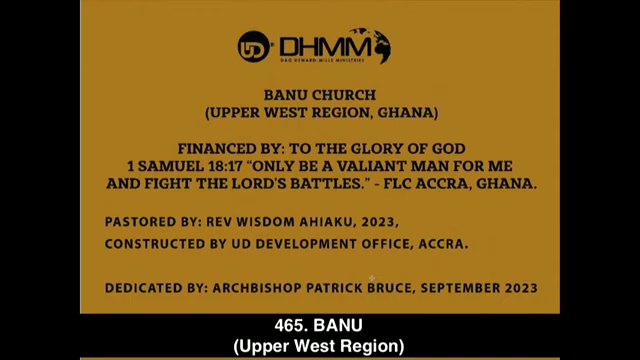 UD DHMM
DAG HEWARD-MILLS MINISTRIES
BANU CHURCH
(UPPER WEST REGION, GHANA)
FINANCED BY: TO THE GLORY OF GOD
1 SAMUEL 18:17 “ONLY BE A VALIANT MAN FOR ME
AND FIGHT THE LORD'S BATTLES.” - FLC ACCRA, GHANA.
PASTORED BY: REV WISDOM AHIAKU, 2023,
CONSTRUCTED BY UD DEVELOPMENT OFFICE, ACCRA.
DEDICATED BY: ARCHBISHOP PATRICK BRUCE, SEPTEMBER 2023
465. BANU
(Upper West Region)